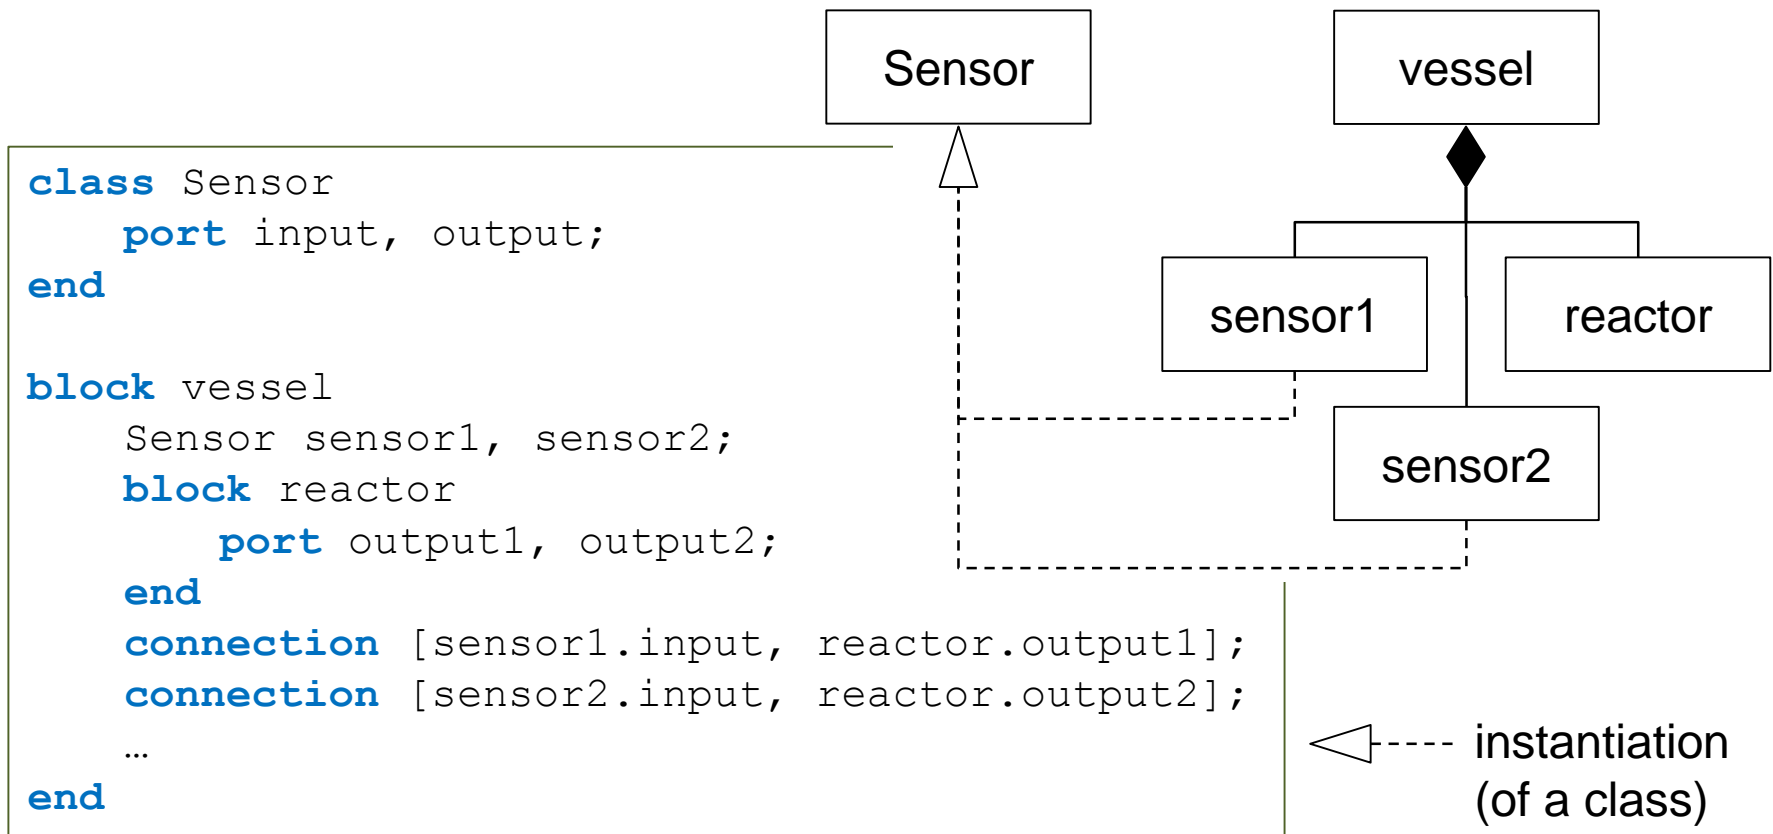 Sensor
vessel
class Sensor
    port input, output;
end
block vessel
    Sensor sensor1, sensor2;
    block reactor
        port output1, output2;
    end
    connection [sensor1.input, reactor.output1];
    connection [sensor2.input, reactor.output2];
    …
end
sensor1
reactor
sensor2
instantiation
(of a class)